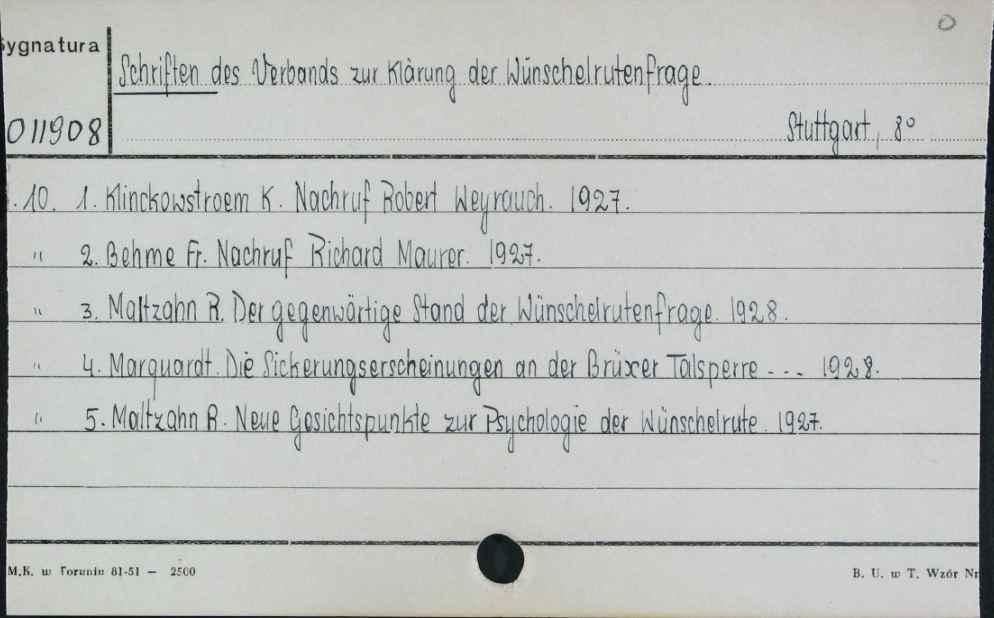 Sygnatura
0
Schriften des Verbands zur Klärung der Wünschelrutenfrage.
011908
Stuttgart, 8°
. 10. 1. Klinckowstroem K. Nachruf Robert Weyrauch. 1927.
" 2. Behme Fr. Nachruf Richard Maurer. 1927.
" 3. Maltzahn R. Der gegenwärtige Stand der Wünschelrutenfrage. 1928.
" 4. Marquardt. Die Sickerungserscheinungen an der Brüxer Talsperre --- 1928.
" 5. Maltzahn R. Neue Gesichtspunkte zur Psychologie der Wünschelrute. 1927.
M.K. w Toruniu 81-51 — 2500
B. U. w T. Wzór Nr